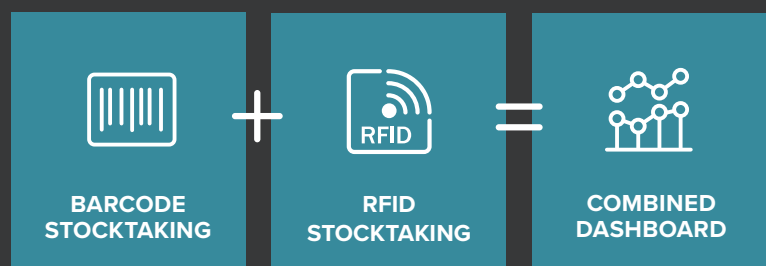 BARCODE
STOCKTAKING
+
RFID
RFID
STOCKTAKING
=
COMBINED
DASHBOARD